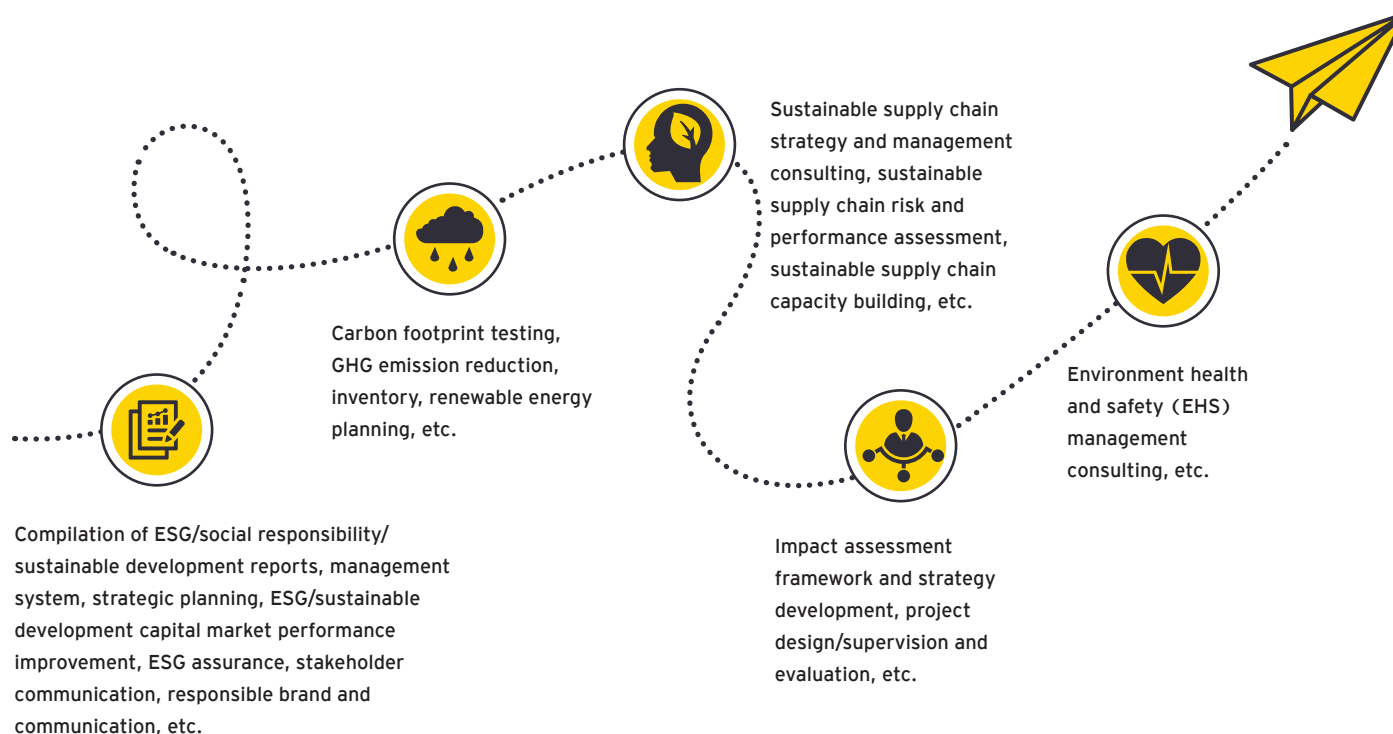 Compilation of ESG/social responsibility/
sustainable development reports, management
system, strategic planning, ESG/sustainable
development capital market performance
improvement, ESG assurance, stakeholder
communication, responsible brand and
communication, etc.
Carbon footprint testing,
GHG emission reduction,
inventory, renewable energy
planning, etc.
Sustainable supply chain
strategy and management
consulting, sustainable
supply chain risk and
performance assessment,
sustainable supply chain
capacity building, etc.
Impact assessment
framework and strategy
development, project
design/supervision and
evaluation, etc.
Environment health
and safety (EHS)
management
consulting, etc.